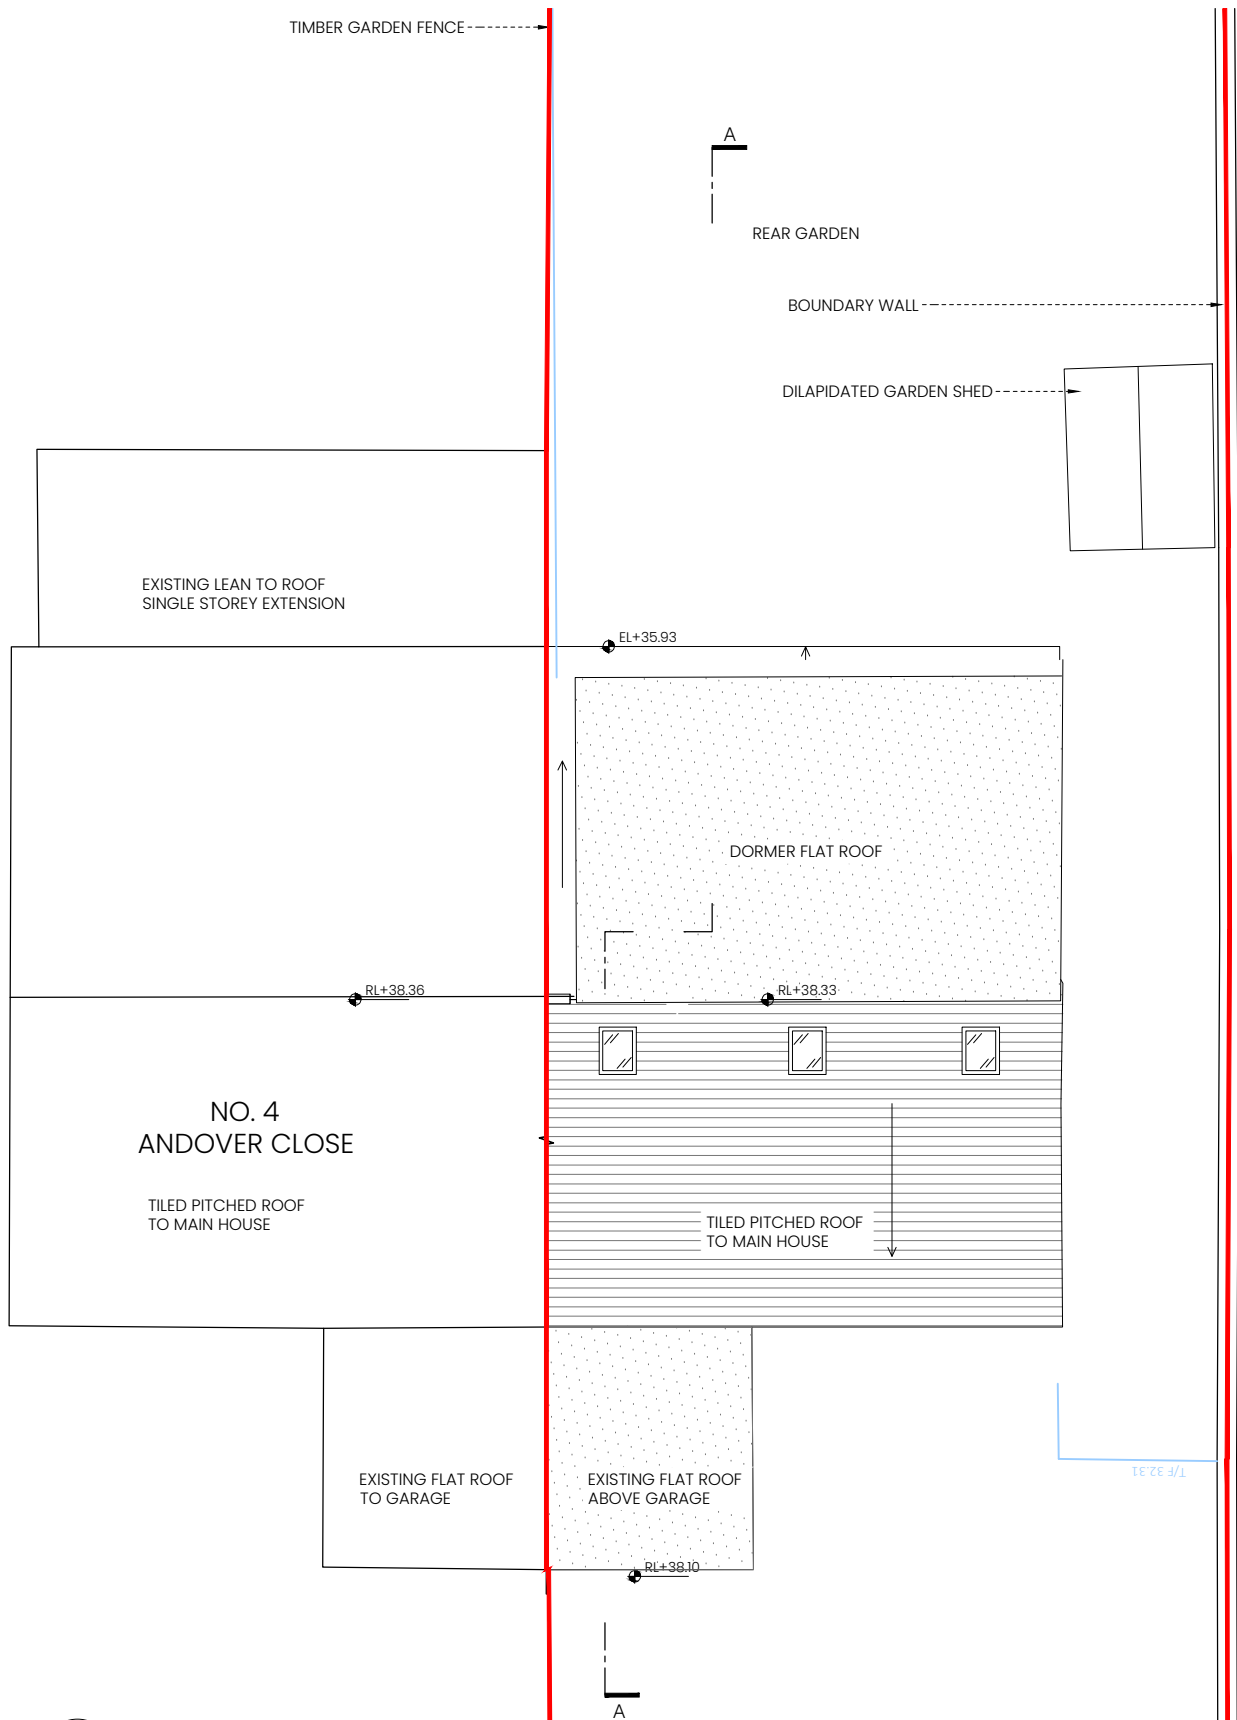 TIMBER GARDEN FENCE
A
REAR GARDEN
BOUNDARY WALL
DILAPIDATED GARDEN SHED
EXISTING LEAN TO ROOF
SINGLE STOREY EXTENSION
EL+35.93
DORMER FLAT ROOF
RL+38.36
RL+38.33
NO. 4
ANDOVER CLOSE
TILED PITCHED ROOF
TO MAIN HOUSE
TILED PITCHED ROOF
TO MAIN HOUSE
T/F 32.31
EXISTING FLAT ROOF
TO GARAGE
EXISTING FLAT ROOF
ABOVE GARAGE
RL+38.10
A